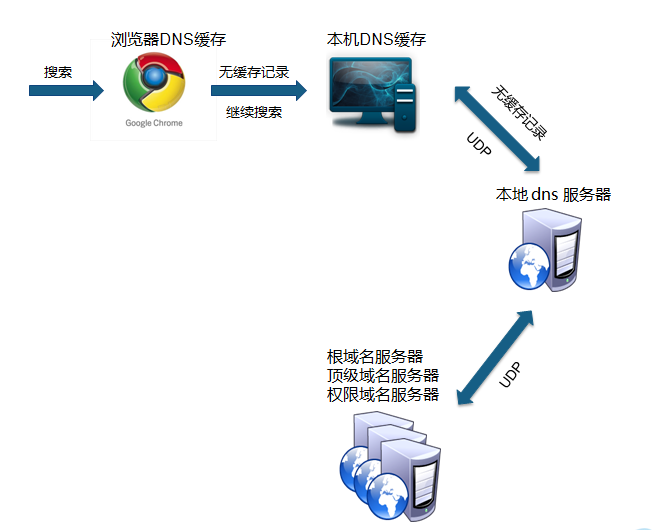 浏览器DNS缓存
本机DNS缓存
搜索
无缓存记录
继续搜索
Google Chrome
无缓存记录
UDP
本地 dns 服务器
根域名服务器
顶级域名服务器
权限域名服务器
UDP